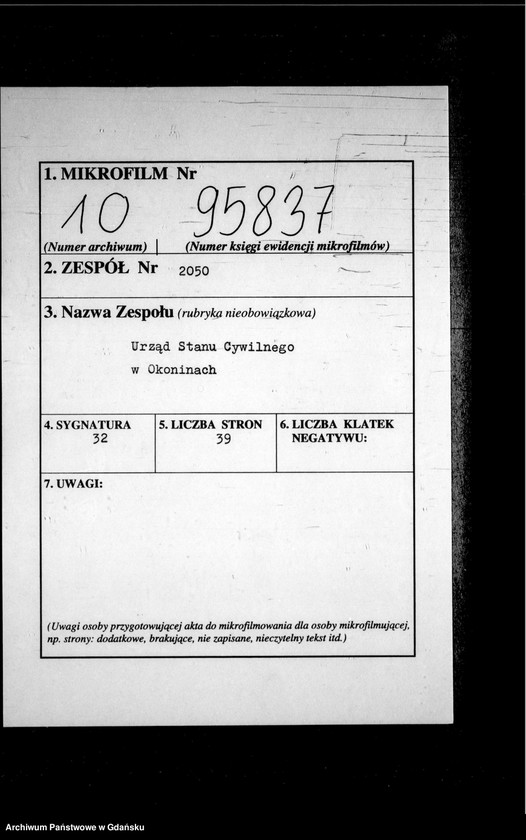 1. MIKROFILM Nr
10 95837
(Numer archiwum) | (Numer księgi ewidencji mikrofilmów)
2. ZESPÓŁ Nr 2050
3. Nazwa Zespołu (rubryka nieobowiązkowa)
Urząd Stanu Cywilnego
w Okoninach
4. SYGNATURA
32
5. LICZBA STRON
39
6. LICZBA KLATEK
NEGATYWU:
7. UWAGI:
(Uwagi osoby przygotowującej akta do mikrofilmowania dla osoby mikrofilmującej,
np. strony: dodatkowe, brakujące, nie zapisane, nieczytelny tekst itd.)
Archiwum Państwowe w Gdańsku